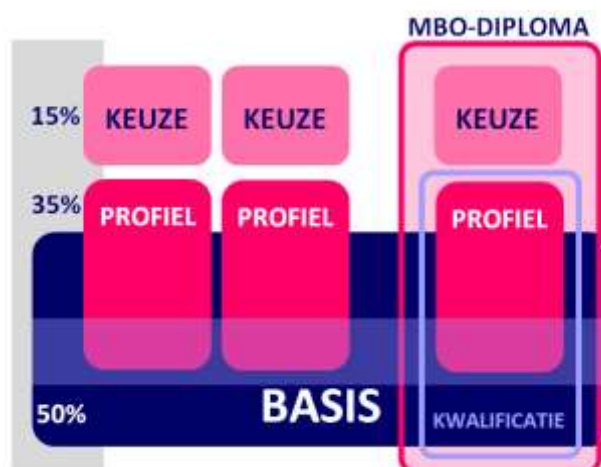 MBO-DIPLOMA
15% KEUZE KEUZE KEUZE
35% PROFIEL PROFIEL PROFIEL
50% BASIS KWALIFICATIE